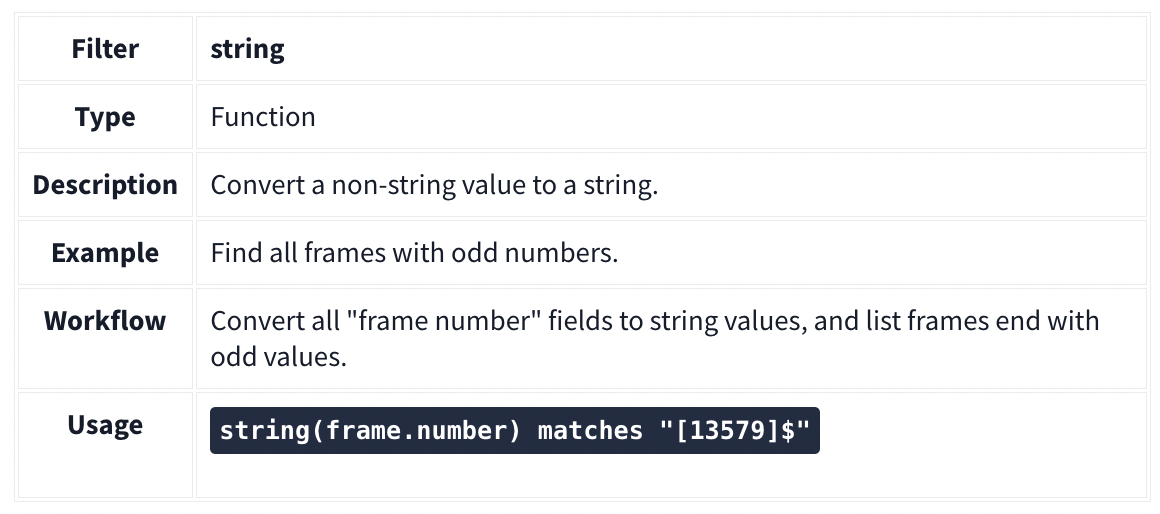 Filter string
Type Function
Description Convert a non-string value to a string.
Example Find all frames with odd numbers.
Workflow Convert all "frame number" fields to string values, and list frames end with
odd values.
Usage string(frame.number) matches "[13579]$"